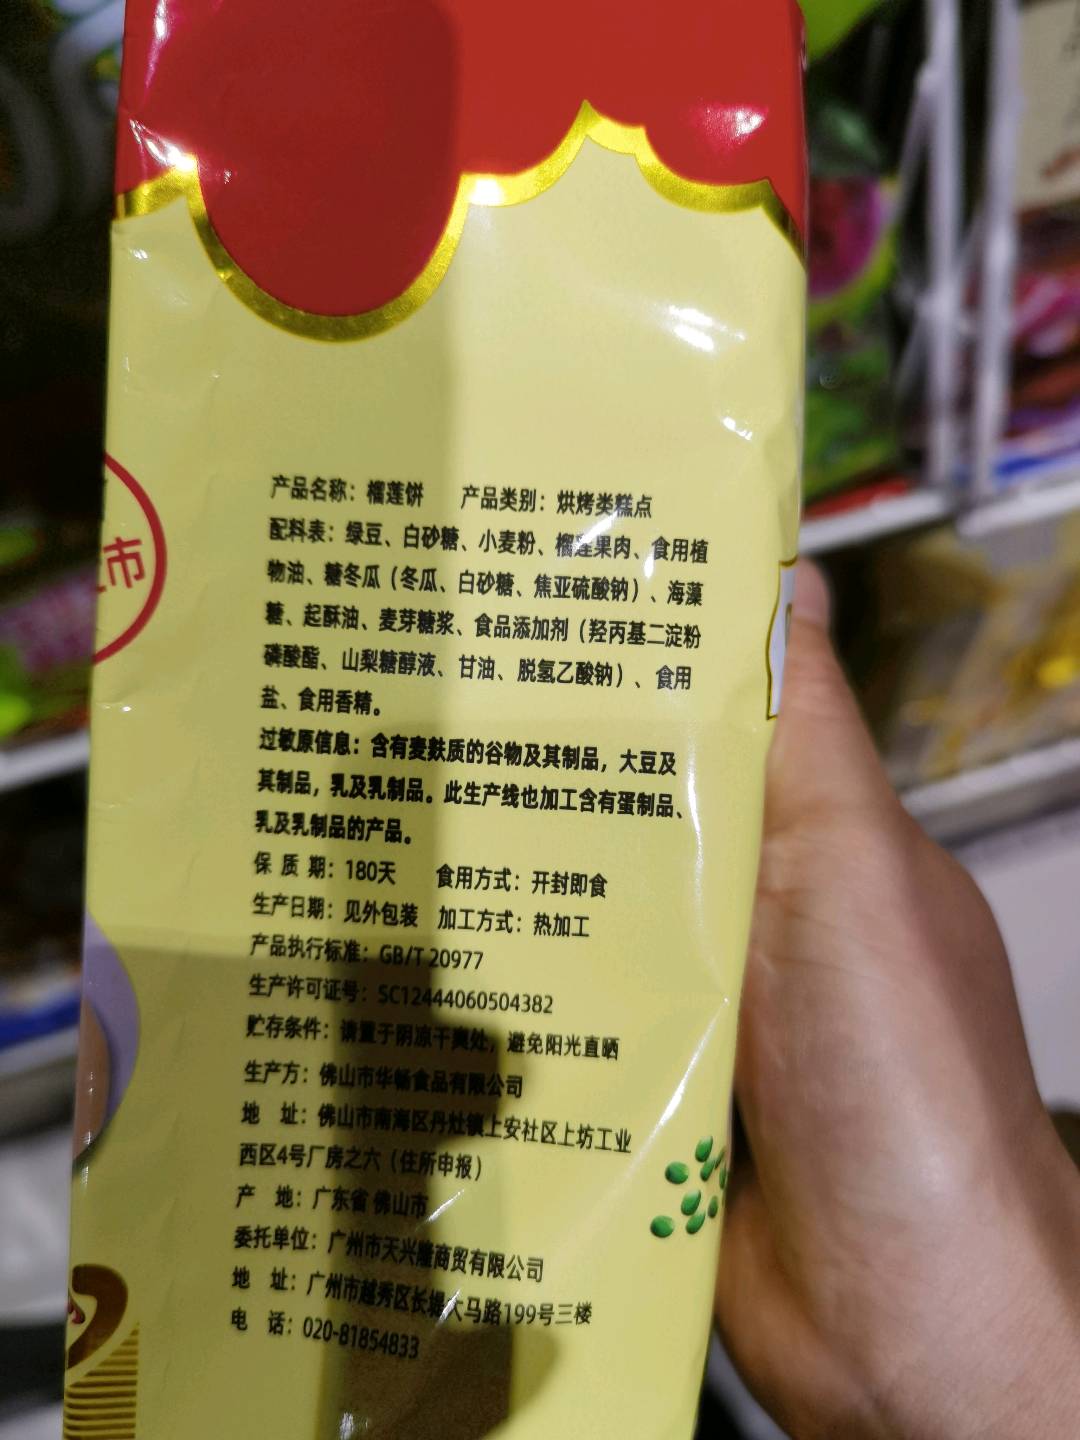 产品名称：榴莲饼 产品类别：烘烤类糕点
配料表：绿豆、白砂糖、小麦粉、榴莲果肉、食用植
物油、糖冬瓜（冬瓜、白砂糖、焦亚硫酸钠）、海藻
糖、起酥油、麦芽糖浆、食品添加剂（羟丙基二淀粉
磷酸酯、山梨糖醇液、甘油、脱氢乙酸钠）、食用
盐、食用香精。
过敏原信息：含有麦麸质的谷物及其制品，大豆及
其制品，乳及乳制品。此生产线也加工含有蛋制品、
乳及乳制品的产品。
保 质 期：180天 食用方式：开封即食
生产日期：见外包装 加工方式：热加工
产品执行标准：GB/T 20977
生产许可证号：SC12444060504382
贮存条件：请置于阴凉干爽处，避免阳光直晒
生产方：佛山市华畅食品有限公司
地 址：佛山市南海区丹灶镇上安社区上坊工业
西区4号厂房之六（住所申报）
产 地：广东省 佛山市
委托单位：广州市天兴隆商贸有限公司
地 址：广州市越秀区长堤大马路199号三楼
电 话：020-81854833
市